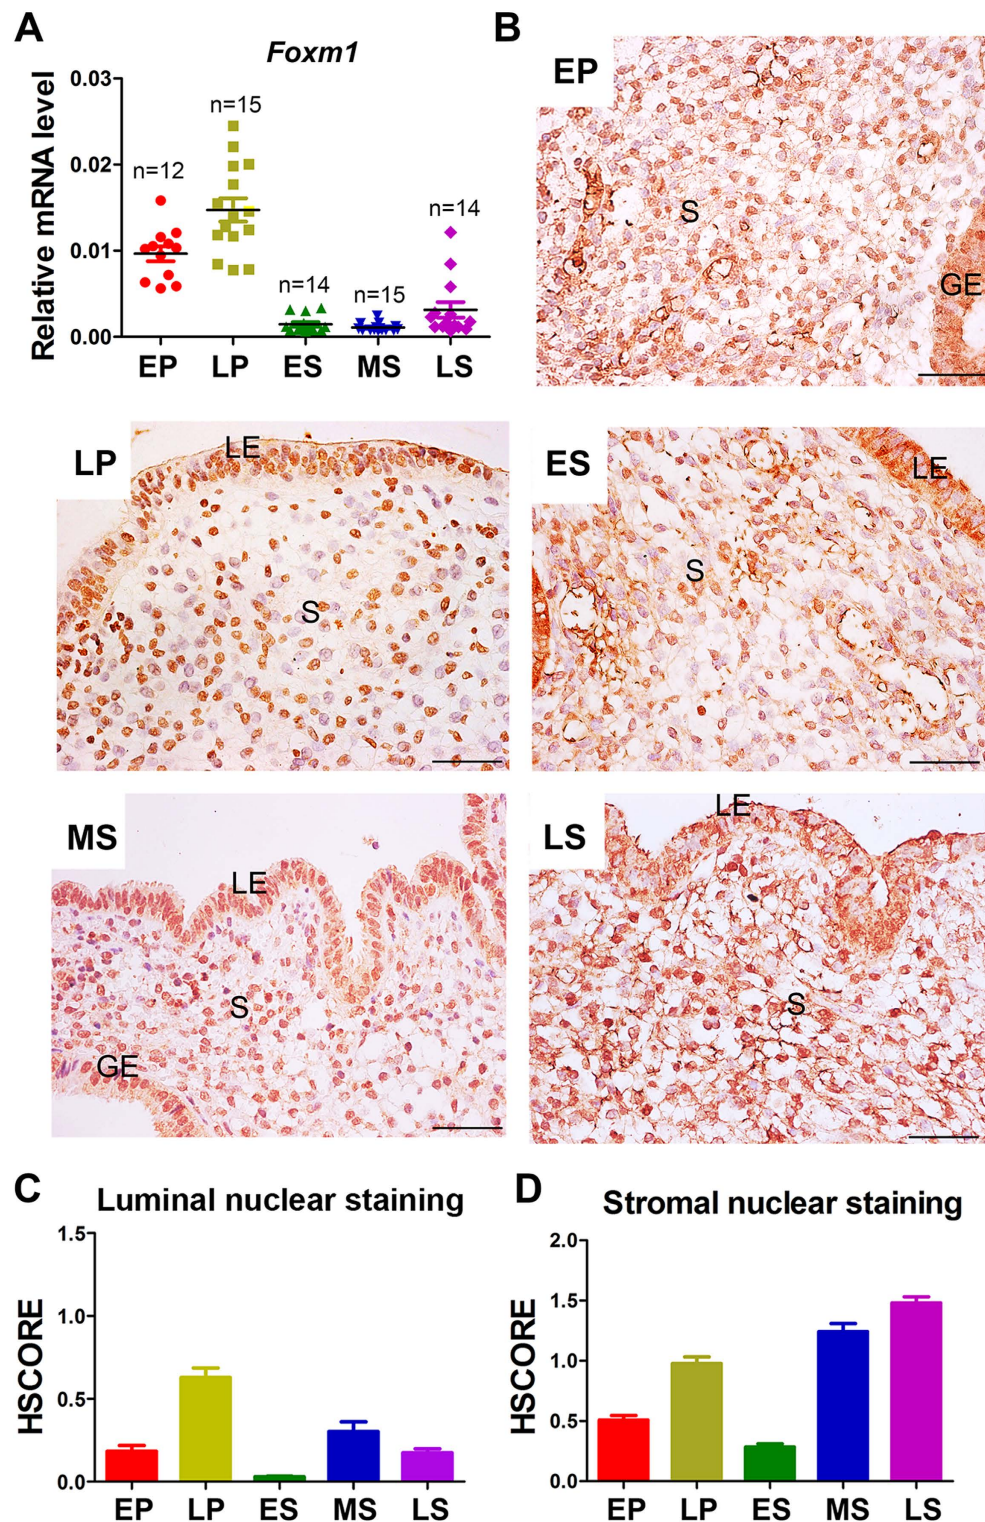 A
Foxm1
Relative mRNA level
0.03
0.02
0.01
0.00
n=12
n=15
n=14
n=15
n=14
EP LP ES MS LS
B
EP
S
GE
LP
LE
S
ES
LE
S
MS
LE
S
GE
LS
LE
S
C
Luminal nuclear staining
HSCORE
1.5
1.0
0.5
0.0
EP LP ES MS LS
D
Stromal nuclear staining
HSCORE
2.0
1.5
1.0
0.5
0.0
EP LP ES MS LS